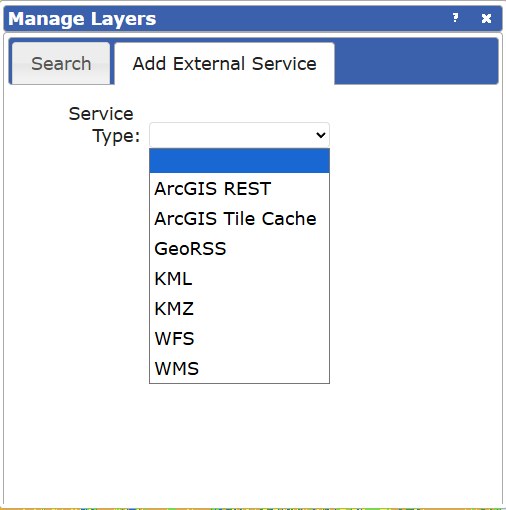 Manage Layers ?
Search
Add External Service
Service
Type:
ArcGIS REST
ArcGIS Tile Cache
GeoRSS
KML
KMZ
WFS
WMS